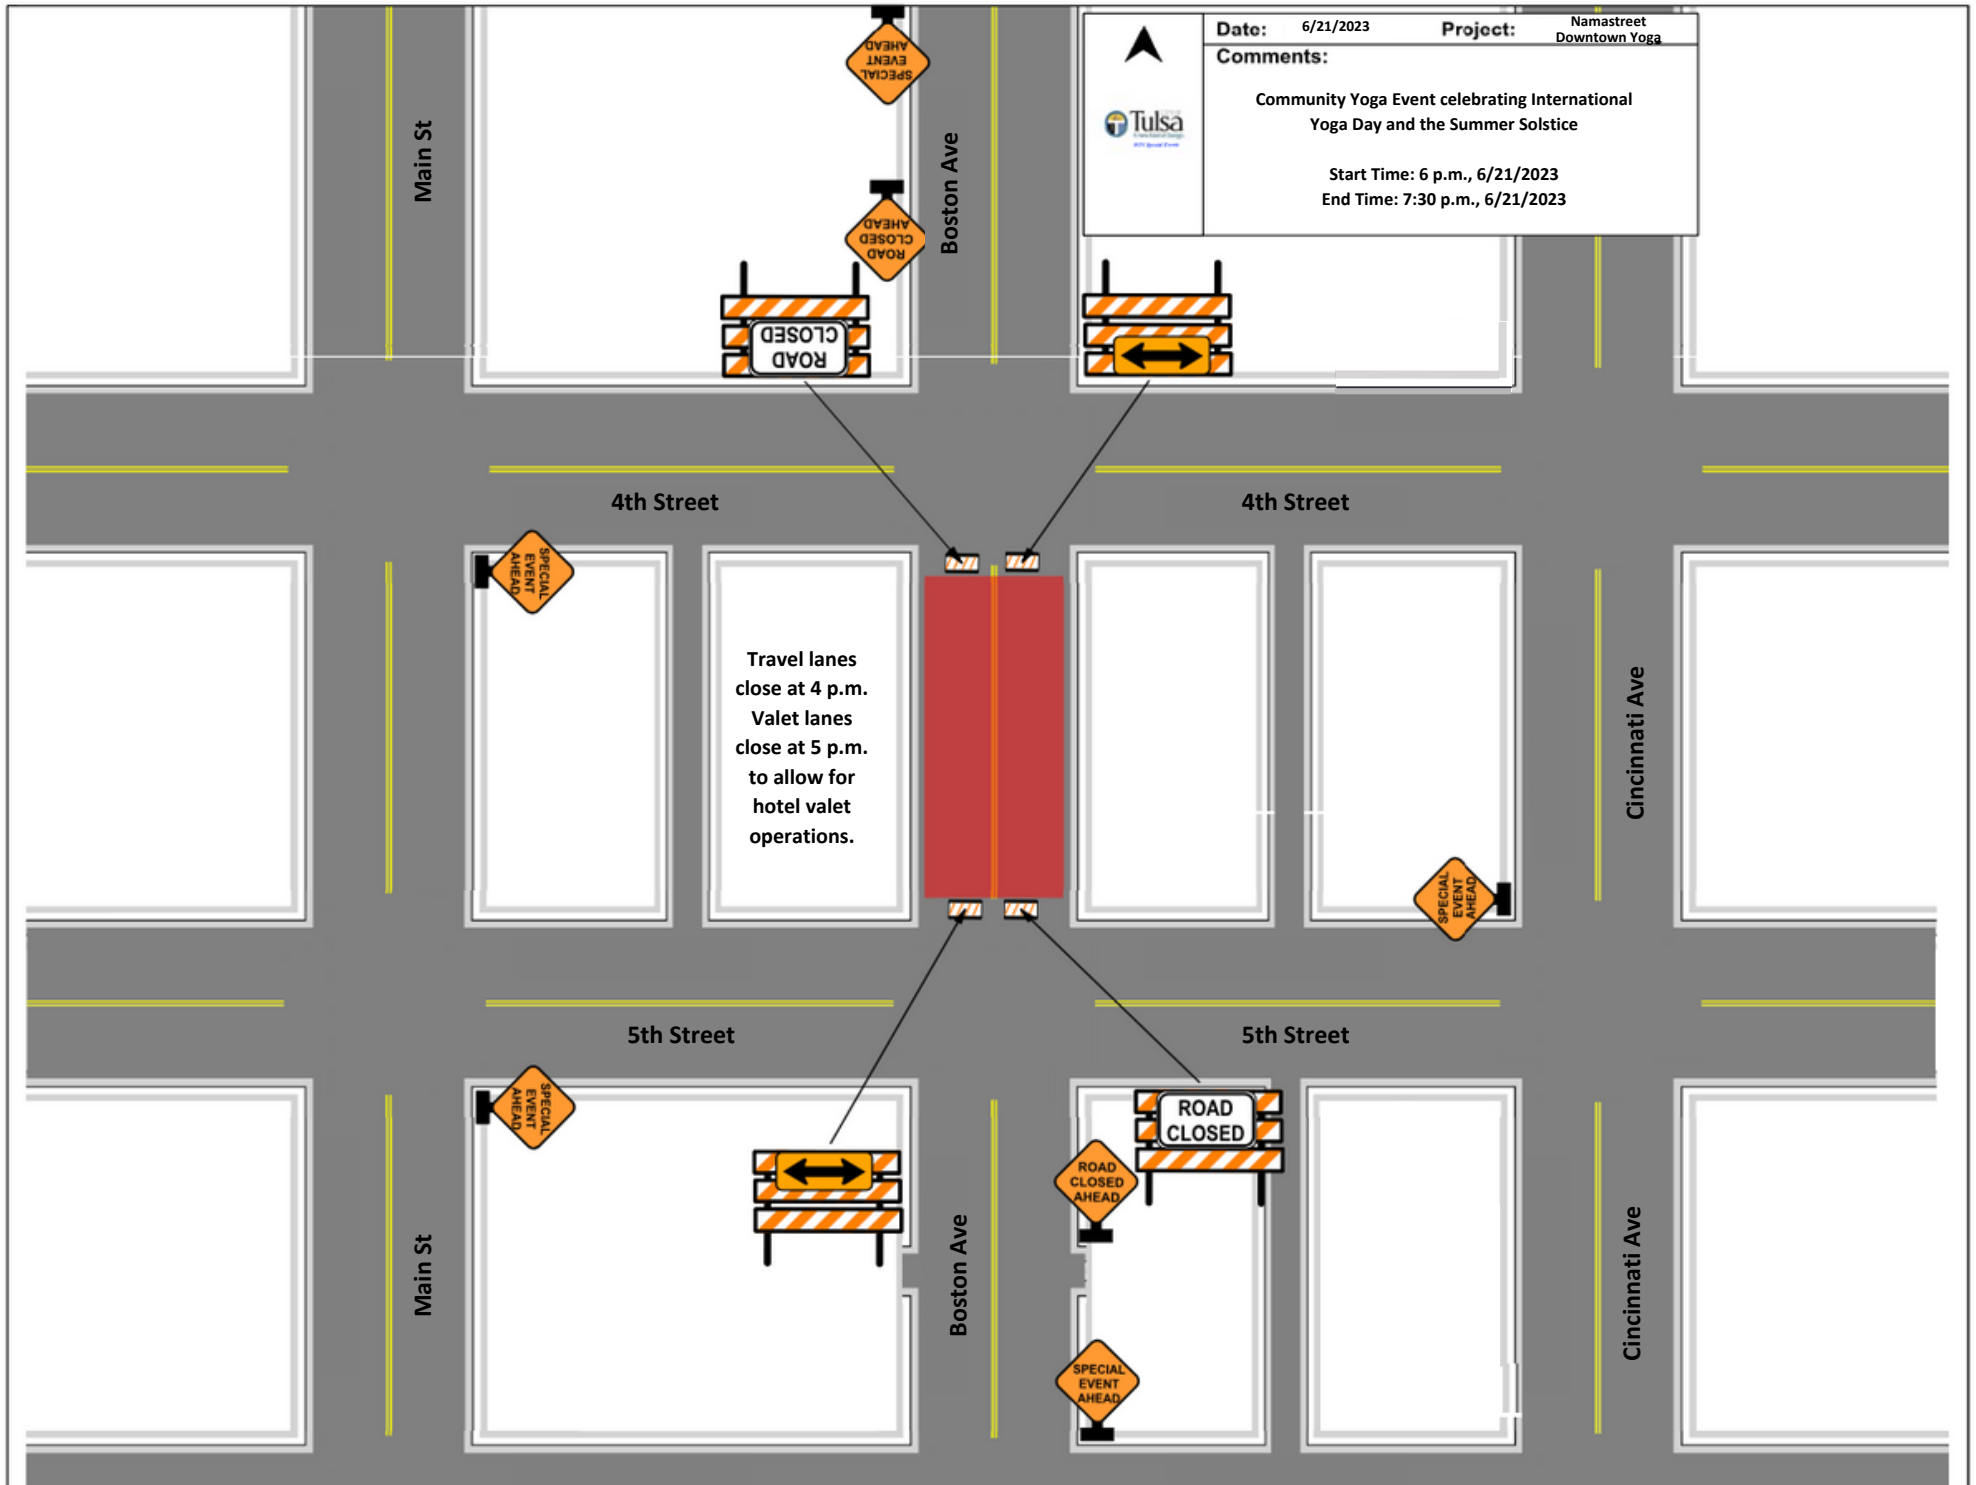 SPECIAL
EVENT
AHEAD
Date: 6/21/2023 Project: Namastreet
Downtown Yoga
Comments:
Community Yoga Event celebrating International
Yoga Day and the Summer Solstice
Start Time: 6 p.m., 6/21/2023
End Time: 7:30 p.m., 6/21/2023
Tulsa
Main St
Boston Ave
ROAD
CLOSED
AHEAD
ROAD
CLOSED
4th Street
4th Street
SPECIAL
EVENT
AHEAD
Travel lanes
close at 4 p.m.
Valet lanes
close at 5 p.m.
to allow for
hotel valet
operations.
Cincinnati Ave
SPECIAL
EVENT
AHEAD
5th Street
5th Street
SPECIAL
EVENT
AHEAD
ROAD
CLOSED
ROAD
CLOSED
AHEAD
Main St
Boston Ave
Cincinnati Ave
SPECIAL
EVENT
AHEAD